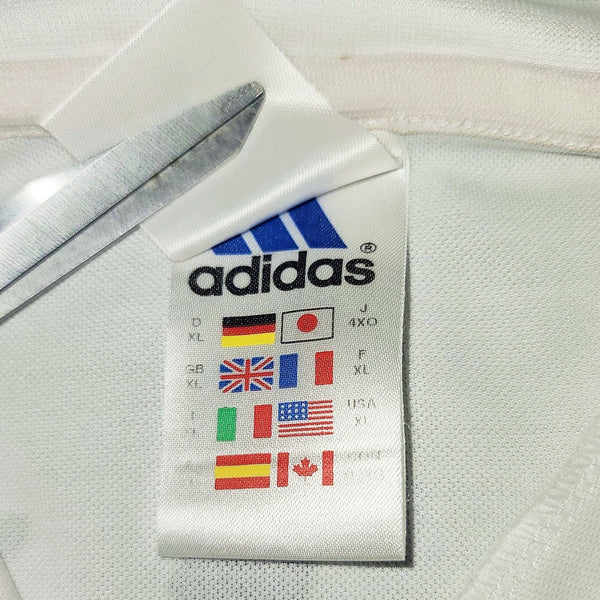 adidas®
D J
XL 4XO
GB F
XL XL
I USA
XL